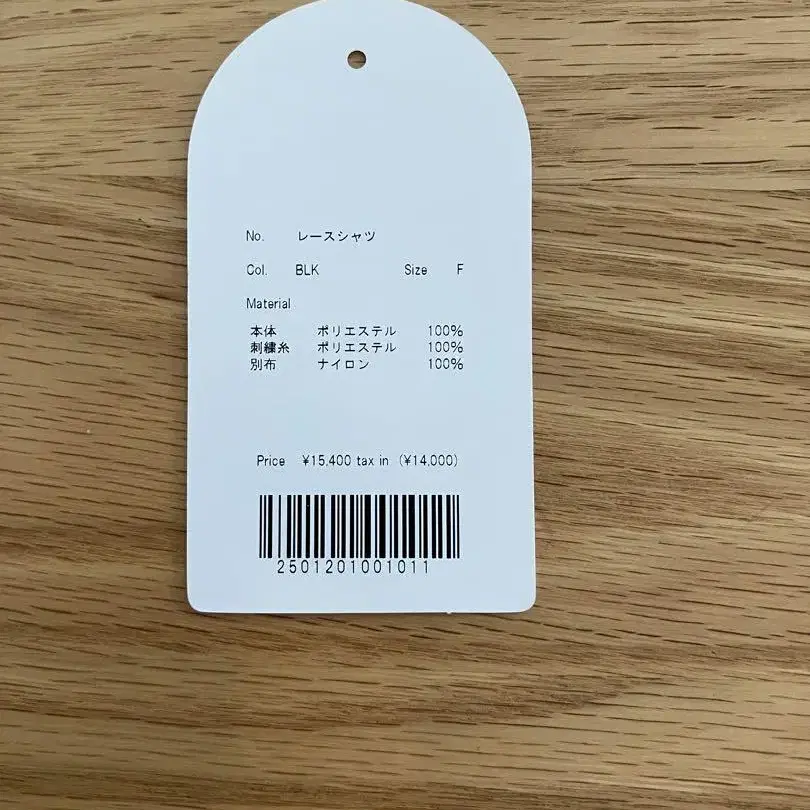 No. レースシャツ
Col. BLK Size F
Material
本体 ポリエステル 100%
刺繍糸 ポリエステル 100%
別布 ナイロン 100%
Price ¥15,400 tax in (¥14,000)
2501201001011